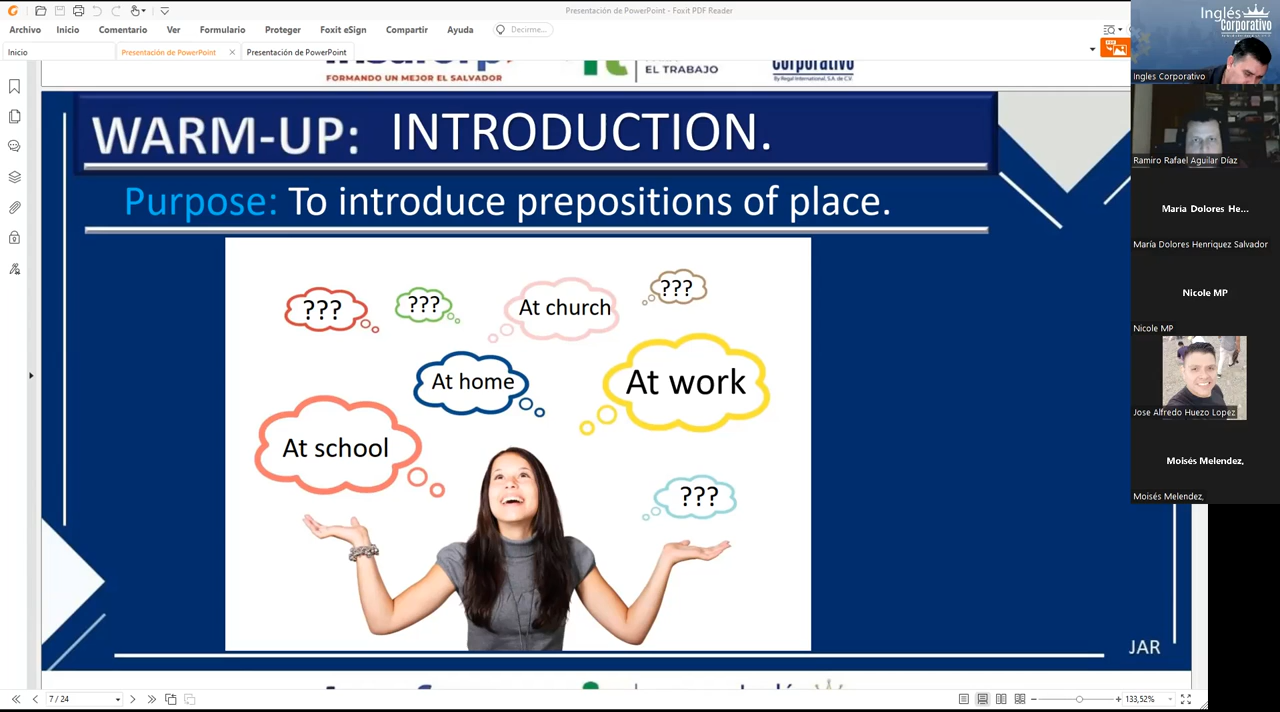 Presentación de PowerPoint - Foxit PDF Reader
Archivo Inicio Comentario Ver Formulario Proteger Foxit eSign Compartir Ayuda Decirme...
Inicio Presentación de PowerPoint Presentación de PowerPoint
FORMANDO UN MEJOR EL SALVADOR
EL TRABAJO
Corporativo
By Regal International, S.A. de C.V.
WARM-UP: INTRODUCTION.
Purpose: To introduce prepositions of place.
???
???
At church
???
At home
At work
At school
???
JAR
7 / 24
133,52%
Inglés
Corporativo
Ingles Corporativo
Ramiro Rafael Aguilar Díaz
Maria Dolores He...
María Dolores Henriquez Salvador
Nicole MP
Nicole MP
Jose Alfredo Huezo Lopez
Moisés Melendez,
Moisés Melendez,